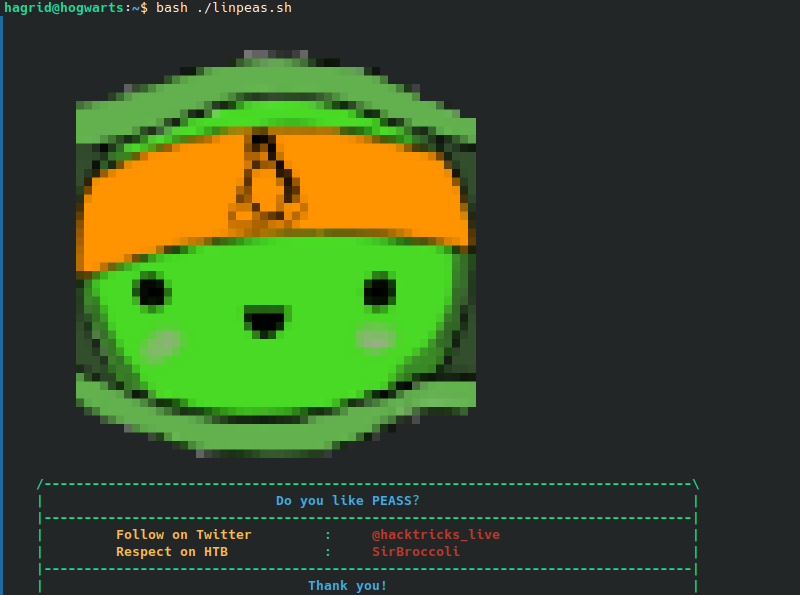 hagrid@hogwarts:~$ bash ./linpeas.sh
/---------------------------------------------------------------------------------\
| Do you like PEASS? |
|---------------------------------------------------------------------------------|
| Follow on Twitter : @hacktricks_live |
| Respect on HTB : SirBroccoli |
|---------------------------------------------------------------------------------|
| Thank you! |